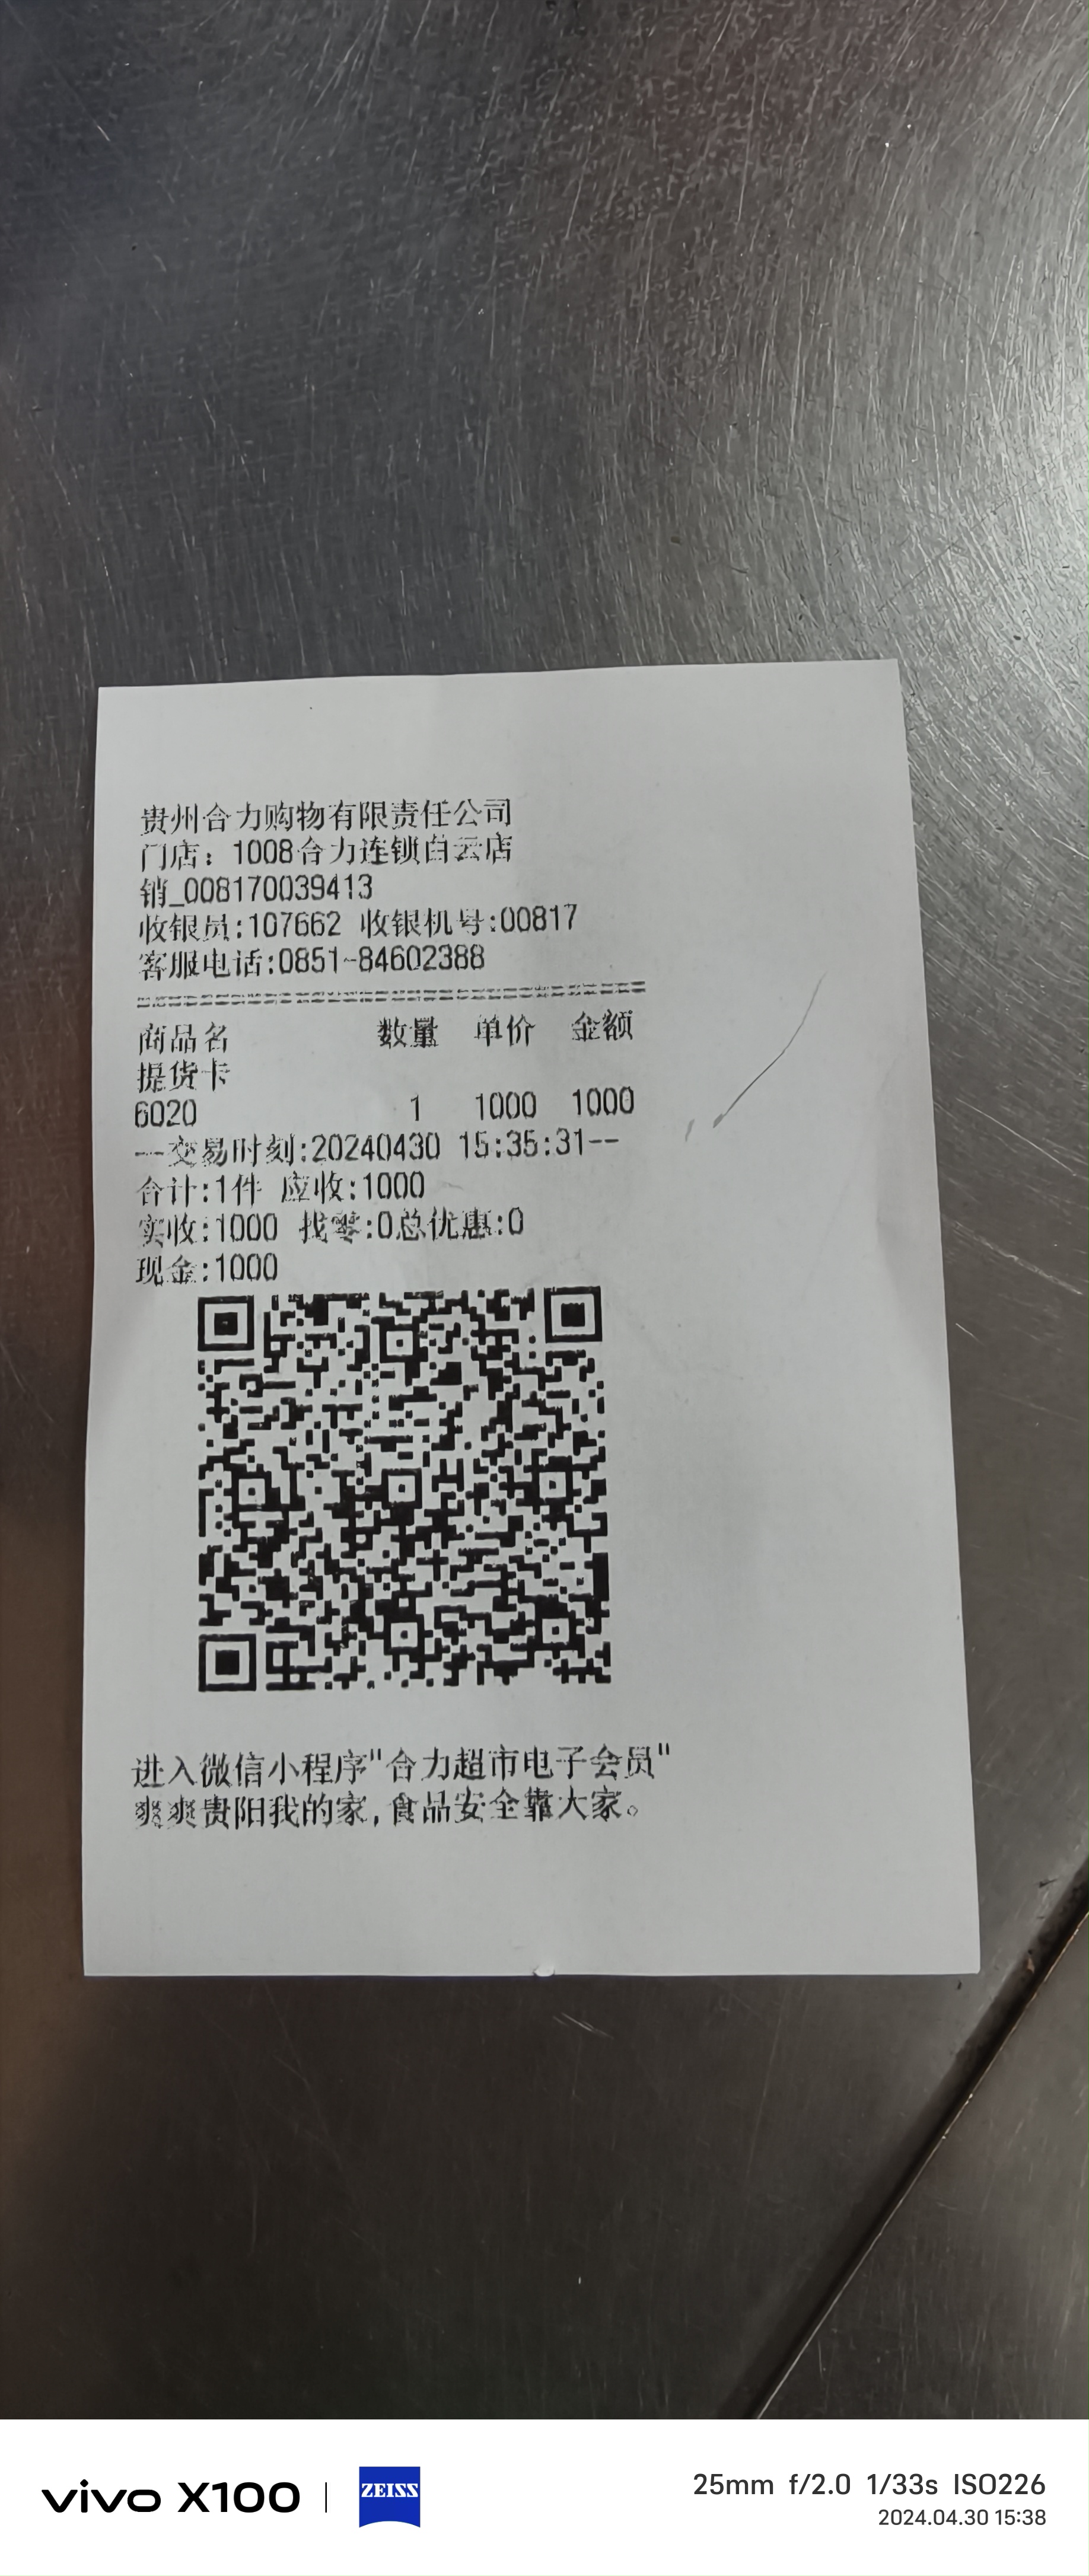 贵州合力购物有限责任公司
门店：1008合力连锁白云店
销_008170039413
收银员:107662 收银机号:00817
客服电话:0851-84602388
================================
商品名 数量 单价 金额
提货卡
6020 1 1000 1000
--交易时刻:20240430 15:35:31--
合计:1件 应收:1000
实收:1000 找零:0总优惠:0
现金:1000
进入微信小程序"合力超市电子会员"
爽爽贵阳我的家,食品安全靠大家。
vivo X100 | ZEISS 25mm f/2.0 1/33s ISO226
2024.04.30 15:38